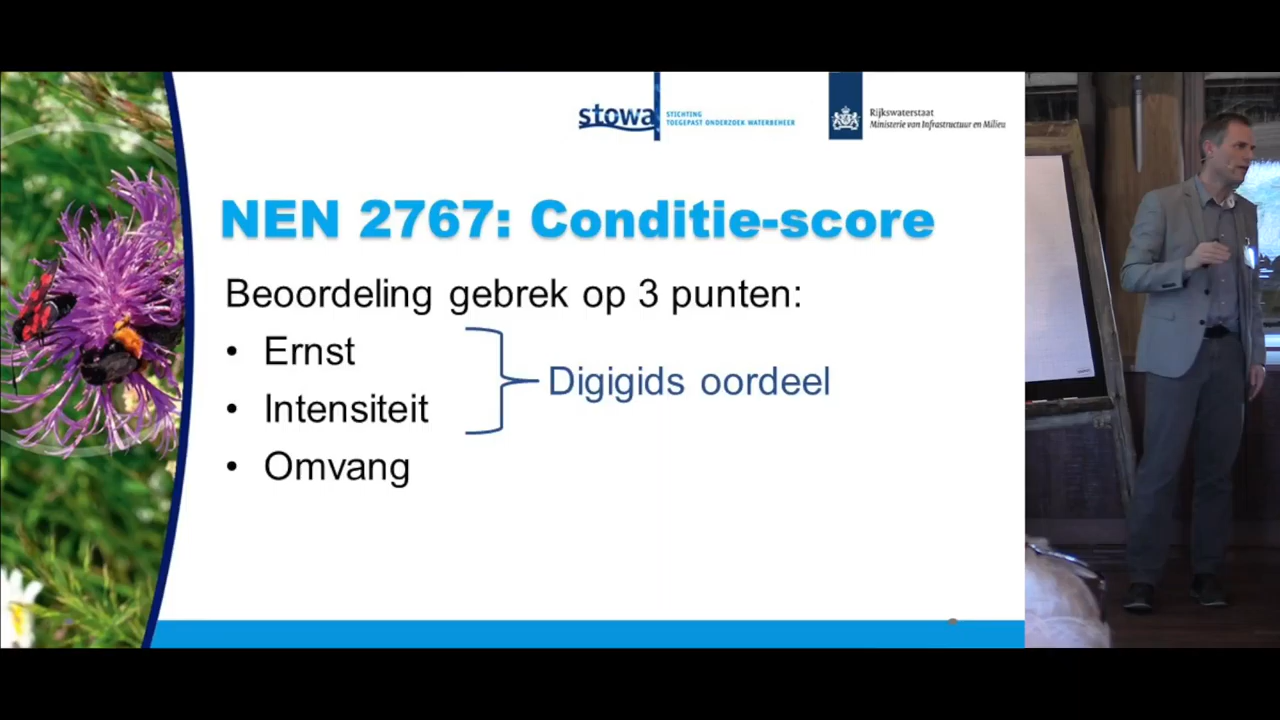 stowa
STICHTING
TOEGEPAST ONDERZOEK WATERBEHEER
Rijkswaterstaat
Ministerie van Infrastructuur en Milieu
NEN 2767: Conditie-score
Beoordeling gebrek op 3 punten:
• Ernst
• Intensiteit
Digigids oordeel
• Omvang